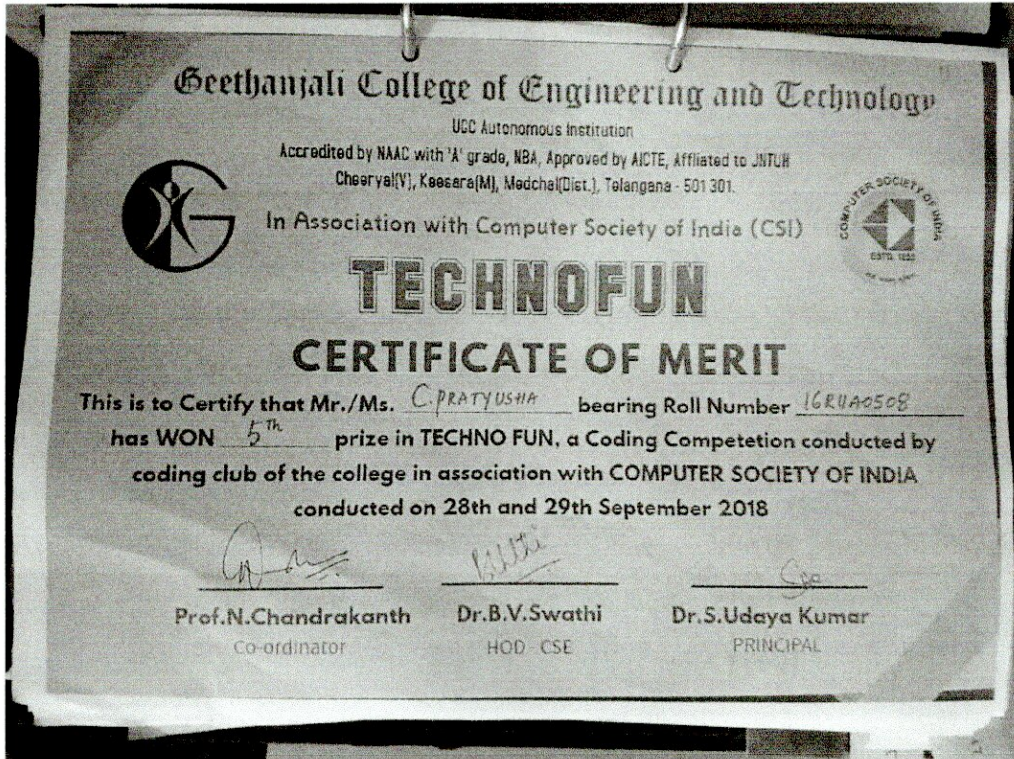 Geethanjali College of Engineering and Technology
UGC Autonomous Institution
Accredited by NAAC with 'A' grade, NBA, Approved by AICTE, Affliated to JNTUH
Cheeryal(V), Keesara(M), Medchal(Dist.), Telangana - 501 301.
In Association with Computer Society of India (CSI)
COMPUTER SOCIETY OF INDIA
ESTD. 1965
TECHNOFUN
CERTIFICATE OF MERIT
This is to Certify that Mr./Ms. C.PRATYUSHA bearing Roll Number 16RUA0508
has WON 5Th prize in TECHNO FUN, a Coding Competetion conducted by
coding club of the college in association with COMPUTER SOCIETY OF INDIA
conducted on 28th and 29th September 2018
Prof.N.Chandrakanth Dr.B.V.Swathi Dr.S.Udaya Kumar
Co-ordinator HOD CSE PRINCIPAL